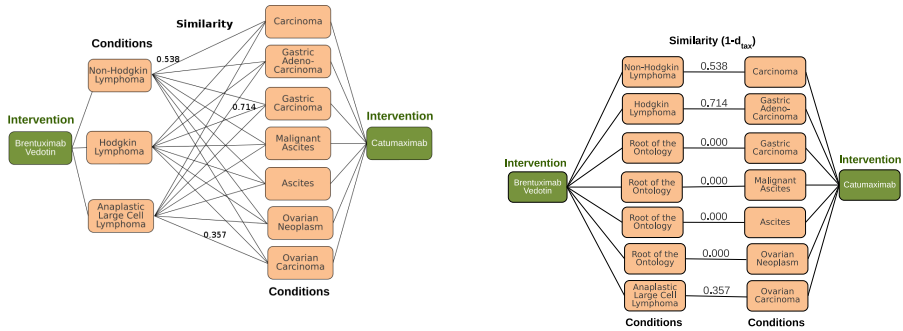 Similarity
Conditions
0.538
Non-Hodgkin
Lymphoma
Hodgkin
Lymphoma
Anaplastic
Large Cell
Lymphoma
Intervention
Brentuximab
Vedotin
0.714
0.357
Carcinoma
Gastric
Adeno-
Carcinoma
Gastric
Carcinoma
Malignant
Ascites
Ascites
Ovarian
Neoplasm
Ovarian
Carcinoma
Conditions
Intervention
Catumaximab
Similarity (1-dtax)
Intervention
Brentuximab
Vedotin
Non-Hodgkin
Lymphoma
0.538
Carcinoma
Hodgkin
Lymphoma
0.714
Gastric
Adeno-
Carcinoma
Root of the
Ontology
0.000
Gastric
Carcinoma
Root of the
Ontology
0.000
Malignant
Ascites
Root of the
Ontology
0.000
Ascites
Root of the
Ontology
0.000
Ovarian
Neoplasm
Anaplastic
Large Cell
Lymphoma
0.357
Ovarian
Carcinoma
Conditions
Conditions
Intervention
Catumaximab